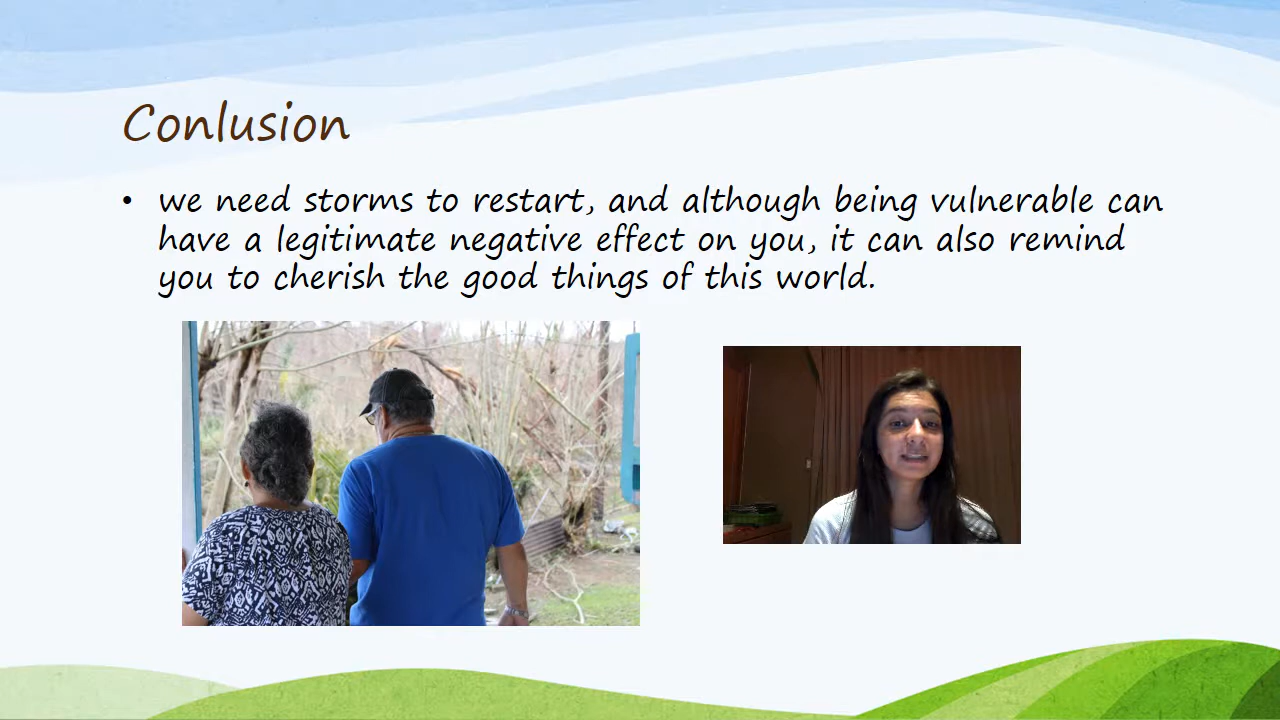 Conlusion
• we need storms to restart, and although being vulnerable can
have a legitimate negative effect on you, it can also remind
you to cherish the good things of this world.